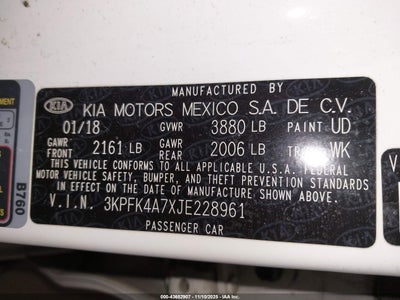 MANUFACTURED BY
KIA KIA MOTORS MEXICO S.A. DE C.V.
01/18 GVWR 3880 LB PAINT UD
GAWR FRONT 2161 LB GAWR REAR 2006 LB WK
THIS VEHICLE CONFORMS TO ALL APPLICABLE U.S.A. FEDERAL
MOTOR VEHICLE SAFETY, BUMPER, AND THEFT PREVENTION STANDARDS
IN EFFECT ON THE DATE OF MANUFACTURE SHOWN ABOVE.
V.I.N. 3KPFK4A7XJE228961
PASSENGER CAR
B760
000-43682907 - 11/10/2025 - IAA Inc.